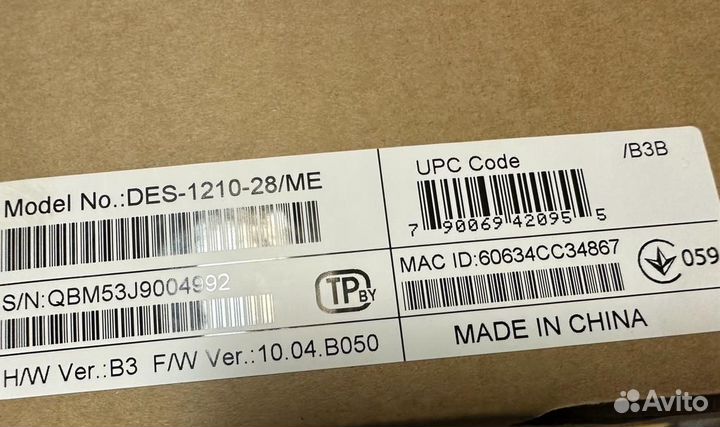 Model No.:DES-1210-28/ME
UPC Code
/B3B
7 90069 42095 5
S/N:QBM53J9004992
MAC ID:60634CC34867
TP BY
059
H/W Ver.:B3 F/W Ver.:10.04.B050
MADE IN CHINA
Avito